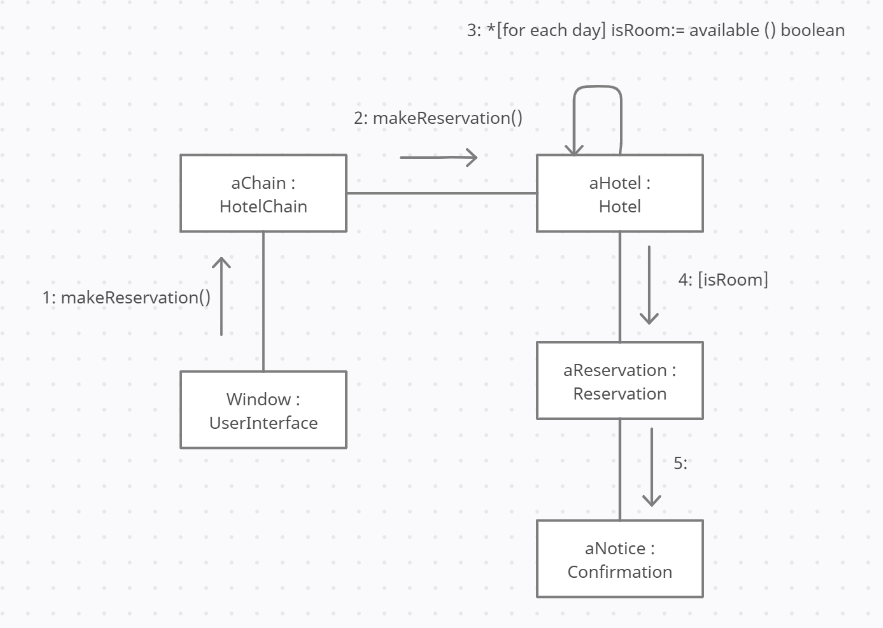 3: *[for each day] isRoom:= available () boolean
2: makeReservation()
aChain :
HotelChain
aHotel :
Hotel
1: makeReservation()
4: [isRoom]
Window :
UserInterface
aReservation :
Reservation
5:
aNotice :
Confirmation